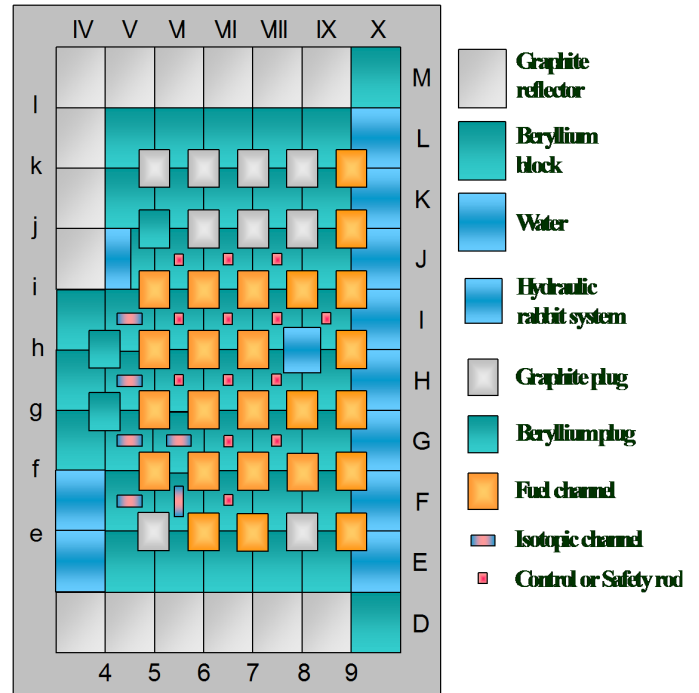 IV V VI VII VIII IX X
M
l
L
k
K
j
J
i
I
h
H
g
G
f
F
e
E
D
4 5 6 7 8 9
Graphite
reflector
Beryllium
block
Water
Hydraulic
rabbit system
Graphite plug
Beryllium plug
Fuel channel
Isotopic channel
Control or Safety rod